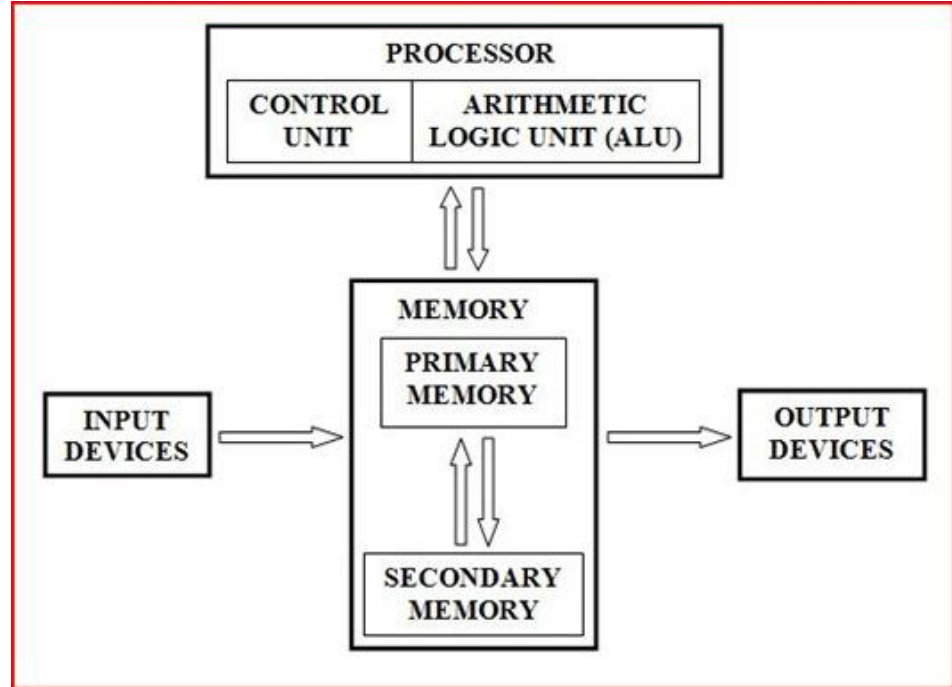 PROCESSOR
CONTROL
UNIT
ARITHMETIC
LOGIC UNIT (ALU)
MEMORY
PRIMARY
MEMORY
INPUT
DEVICES
OUTPUT
DEVICES
SECONDARY
MEMORY